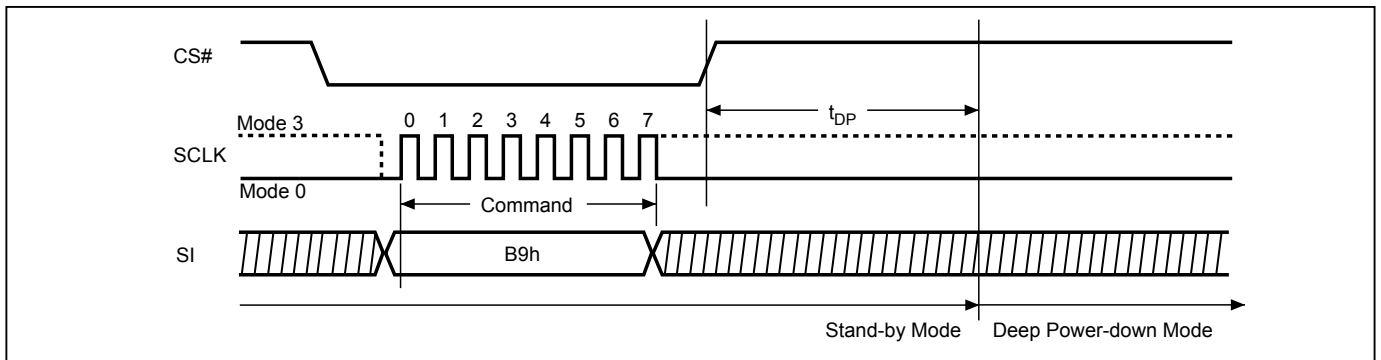 CS#
t_DP
Mode 3
0 1 2 3 4 5 6 7
SCLK
Mode 0
Command
SI
B9h
Stand-by Mode
Deep Power-down Mode